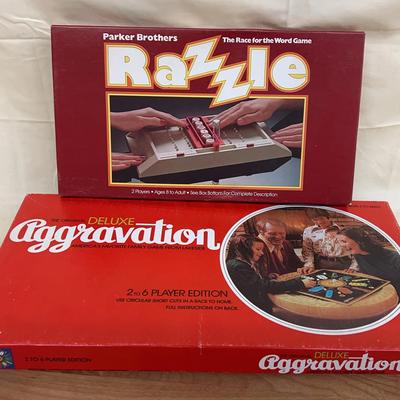 Parker Brothers
The Race for the Word Game
Razzle
2 Players • Ages 8 to Adult • See Box Bottom For Complete Description
THE ORIGINAL
DELUXE
Aggravation
AMERICA'S FAVORITE FAMILY GAME FROM LAKESIDE
2 TO 6 PLAYER EDITION
USE CIRCULAR SHORT CUTS IN A RACE TO HOME.
FULL INSTRUCTIONS ON BACK.
2 TO 6 PLAYER EDITION
THE ORIGINAL
DELUXE
Aggravation